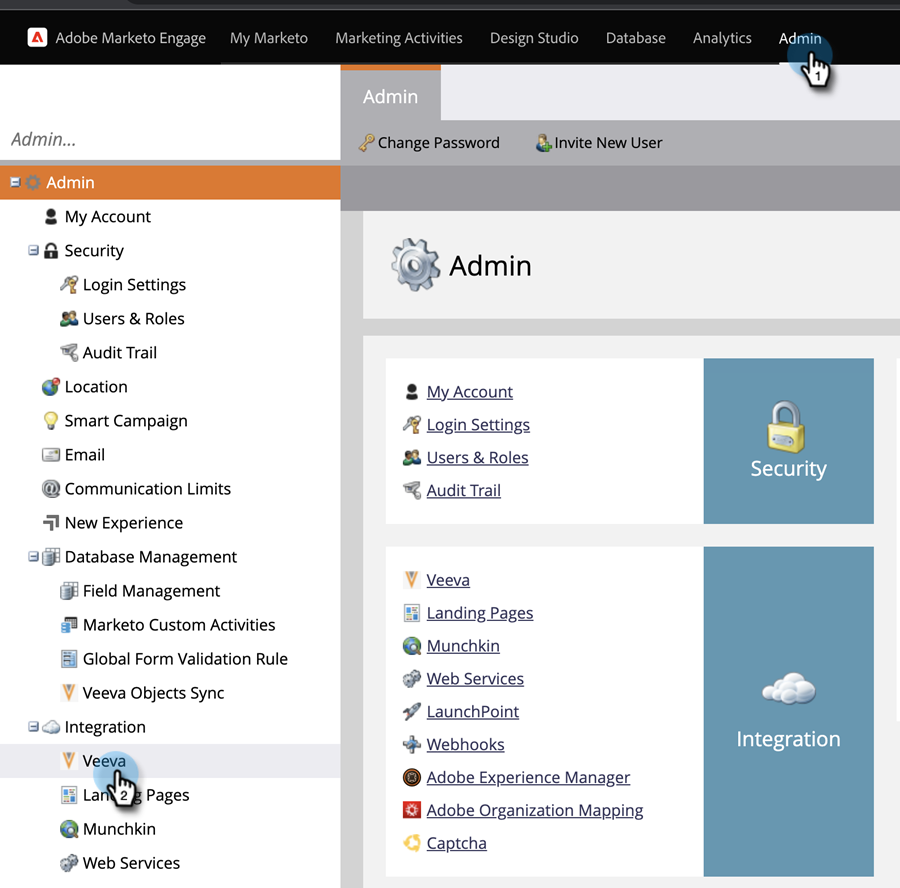 Adobe Marketo Engage My Marketo Marketing Activities Design Studio Database Analytics Admin
1
Admin
Admin...
Change Password Invite New User
Admin
My Account
Security
Login Settings
Users & Roles
Audit Trail
Location
Smart Campaign
Email
Communication Limits
New Experience
Database Management
Field Management
Marketo Custom Activities
Global Form Validation Rule
Veeva Objects Sync
Integration
Veeva
2
Landing Pages
Munchkin
Web Services
Admin
My Account
Login Settings
Users & Roles
Audit Trail
Security
Veeva
Landing Pages
Munchkin
Web Services
LaunchPoint
Webhooks
Adobe Experience Manager
Adobe Organization Mapping
Captcha
Integration